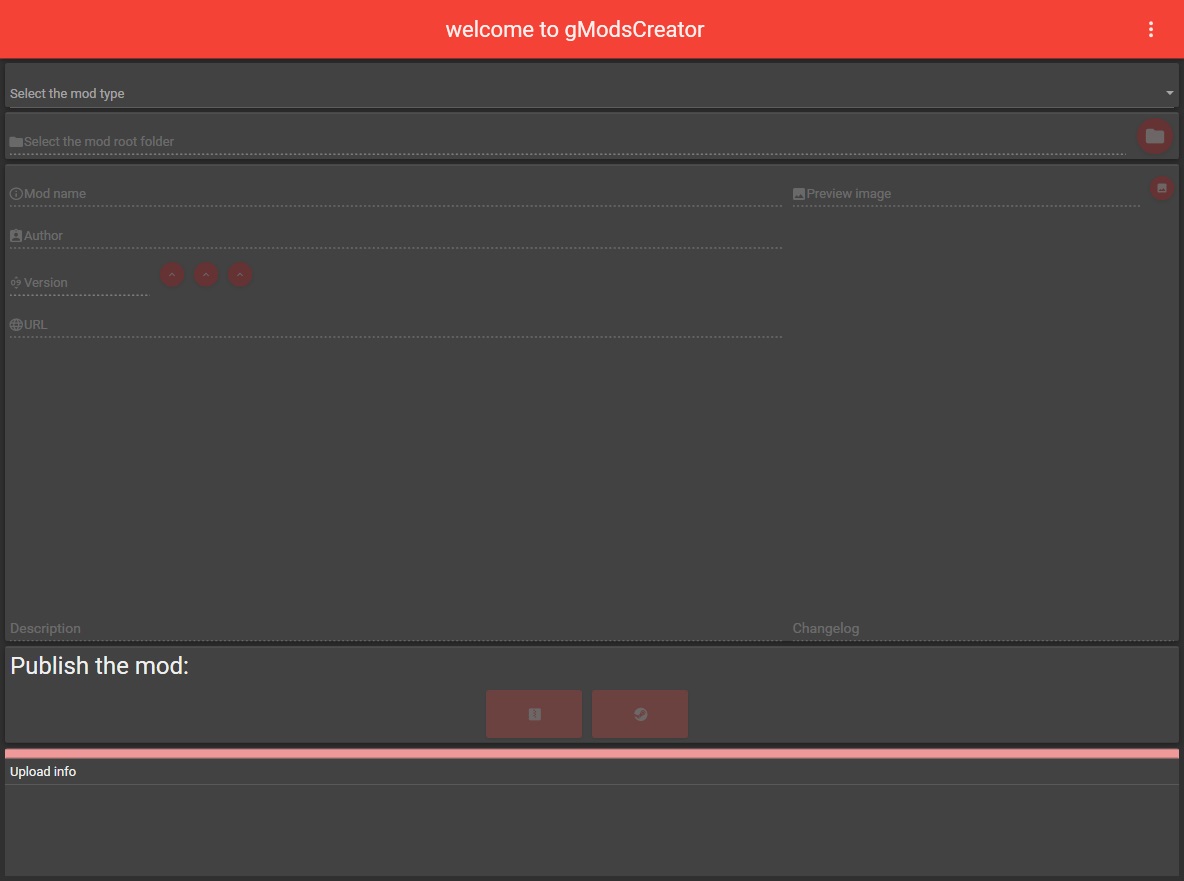 welcome to gModsCreator
Select the mod type
Select the mod root folder
Mod name
Preview image
Author
Version
URL
Description
Changelog
Publish the mod:
Upload info